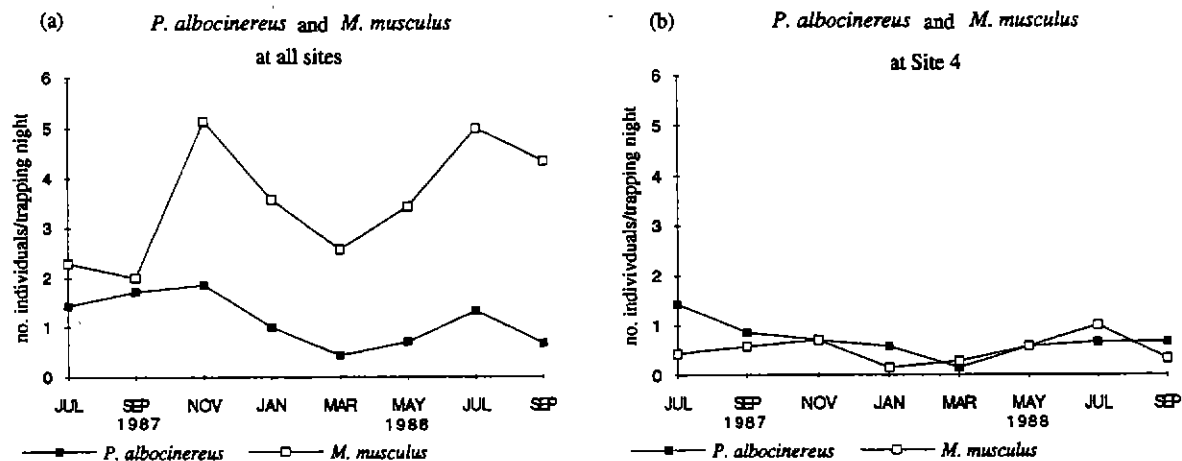 (a) P. albocinereus and M. musculus
at all sites
no. individuals/trapping night
6
5
4
3
2
1
0
JUL SEP NOV JAN MAR MAY JUL SEP
1987 1988
P. albocinereus M. musculus
(b) P. albocinereus and M. musculus
at Site 4
no. indivivduals/trapping night
6
5
4
3
2
1
0
JUL SEP NOV JAN MAR MAY JUL SEP
1987 1988
P. albocinereus M. musculus